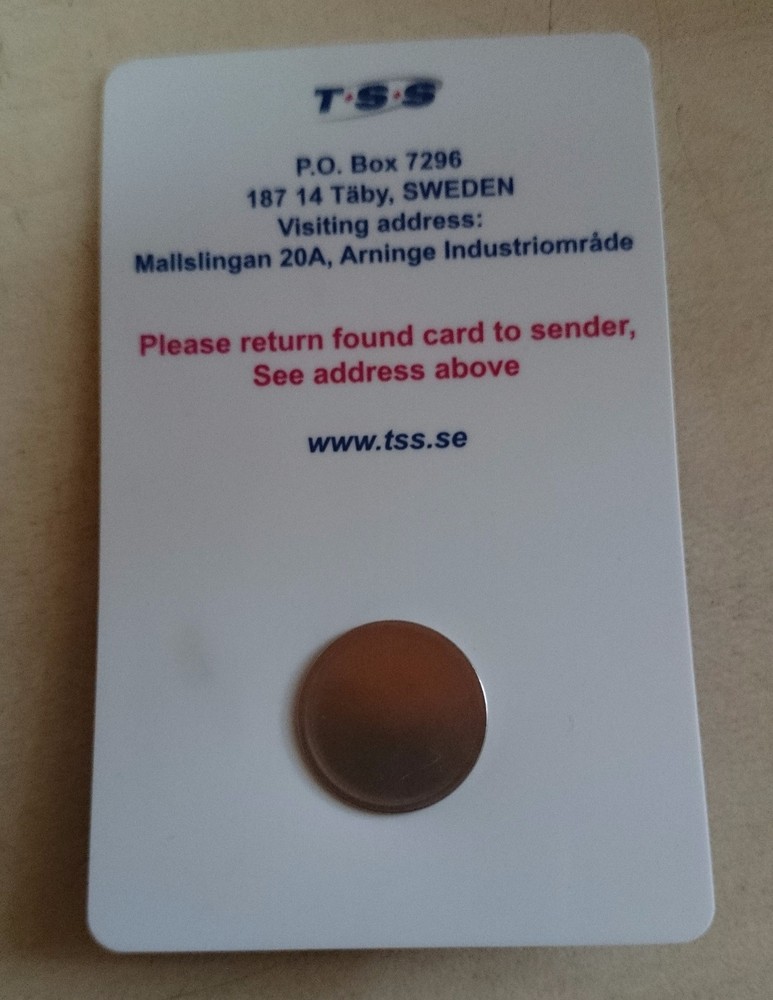 T·S·S
P.O. Box 7296
187 14 Täby, SWEDEN
Visiting address:
Mallslingan 20A, Arninge Industriområde
Please return found card to sender,
See address above
www.tss.se